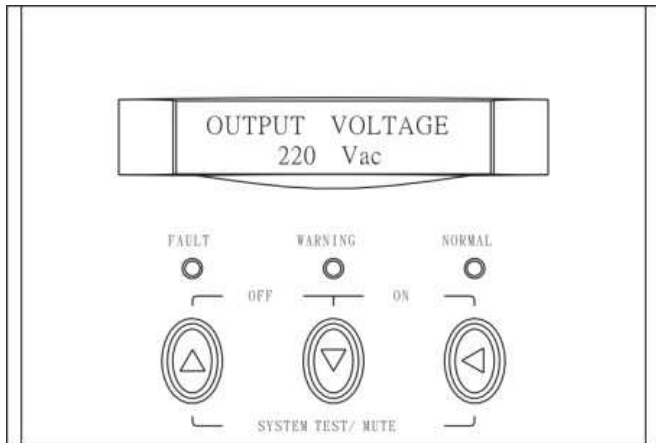 OUTPUT VOLTAGE
220 Vac
FAULT WARNING NORMAL
OFF ON
SYSTEM TEST/ MUTE